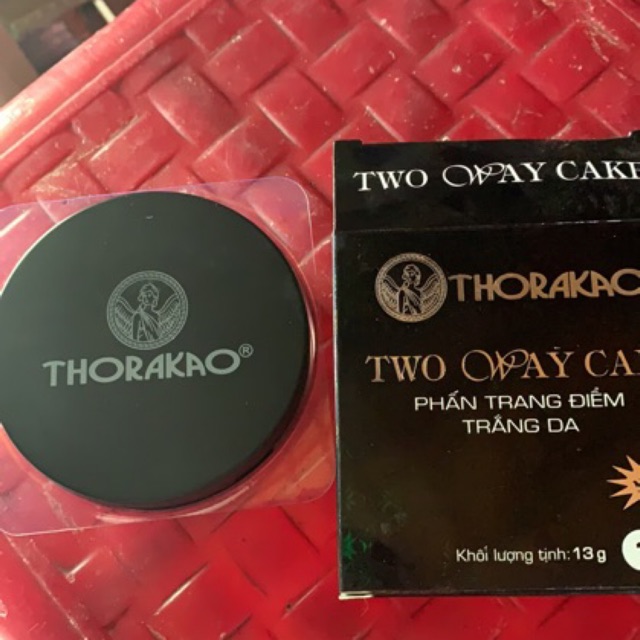 THORAKAO®
TWO WAY CAKE
THORAKAO
TWO WAY CA
PHẤN TRANG ĐIỂM
TRẮNG DA
Khối lượng tịnh: 13 g